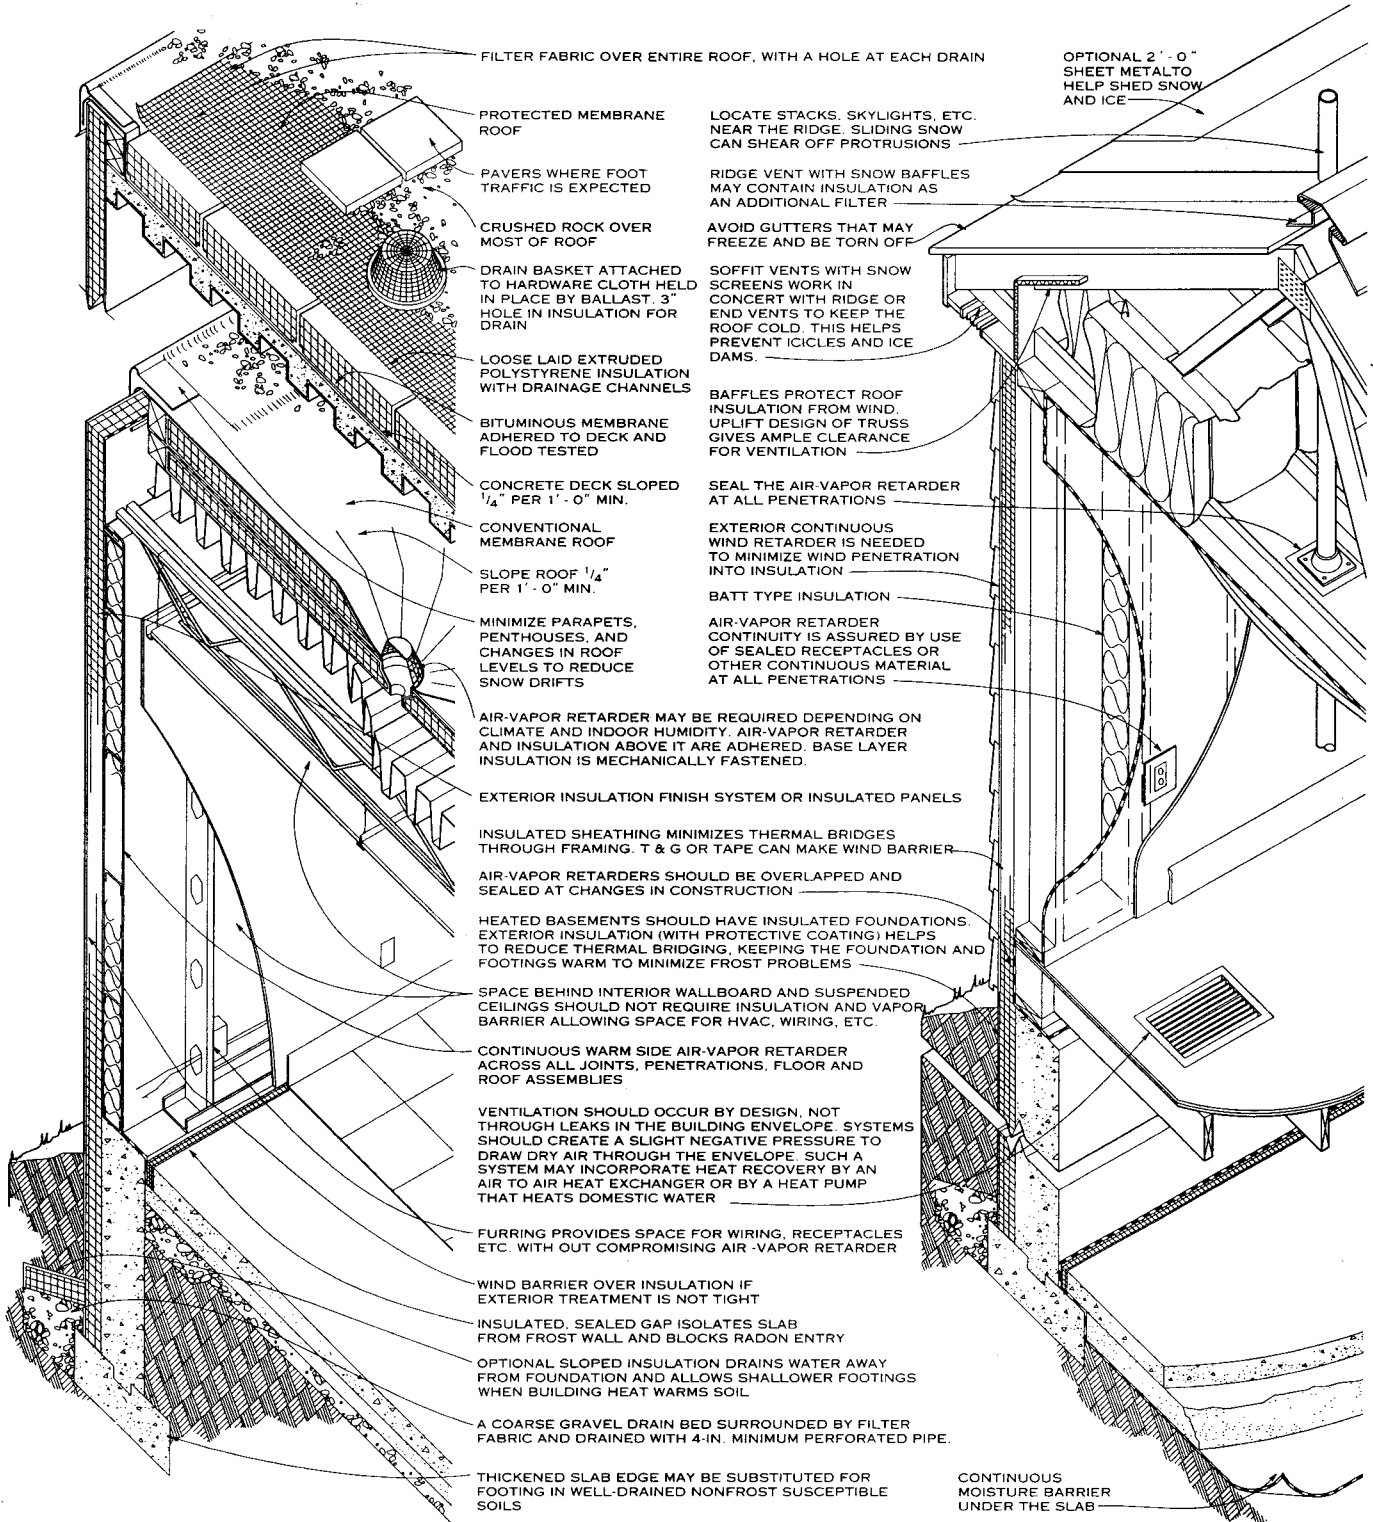 FILTER FABRIC OVER ENTIRE ROOF, WITH A HOLE AT EACH DRAIN
OPTIONAL 2' - 0"
SHEET METALTO
HELP SHED SNOW
AND ICE
PROTECTED MEMBRANE
ROOF
PAVERS WHERE FOOT
TRAFFIC IS EXPECTED
CRUSHED ROCK OVER
MOST OF ROOF
DRAIN BASKET ATTACHED
TO HARDWARE CLOTH HELD
IN PLACE BY BALLAST. 3"
HOLE IN INSULATION FOR
DRAIN
LOOSE LAID EXTRUDED
POLYSTYRENE INSULATION
WITH DRAINAGE CHANNELS
BITUMINOUS MEMBRANE
ADHERED TO DECK AND
FLOOD TESTED
CONCRETE DECK SLOPED
1/4" PER 1' - 0" MIN.
CONVENTIONAL
MEMBRANE ROOF
SLOPE ROOF 1/4"
PER 1' - 0" MIN.
MINIMIZE PARAPETS,
PENTHOUSES, AND
CHANGES IN ROOF
LEVELS TO REDUCE
SNOW DRIFTS
LOCATE STACKS, SKYLIGHTS, ETC.
NEAR THE RIDGE. SLIDING SNOW
CAN SHEAR OFF PROTRUSIONS
RIDGE VENT WITH SNOW BAFFLES
MAY CONTAIN INSULATION AS
AN ADDITIONAL FILTER
AVOID GUTTERS THAT MAY
FREEZE AND BE TORN OFF
SOFFIT VENTS WITH SNOW
SCREENS WORK IN
CONCERT WITH RIDGE OR
END VENTS TO KEEP THE
ROOF COLD. THIS HELPS
PREVENT ICICLES AND ICE
DAMS.
BAFFLES PROTECT ROOF
INSULATION FROM WIND.
UPLIFT DESIGN OF TRUSS
GIVES AMPLE CLEARANCE
FOR VENTILATION
SEAL THE AIR-VAPOR RETARDER
AT ALL PENETRATIONS
EXTERIOR CONTINUOUS
WIND RETARDER IS NEEDED
TO MINIMIZE WIND PENETRATION
INTO INSULATION
BATT TYPE INSULATION
AIR-VAPOR RETARDER
CONTINUITY IS ASSURED BY USE
OF SEALED RECEPTACLES OR
OTHER CONTINUOUS MATERIAL
AT ALL PENETRATIONS
AIR-VAPOR RETARDER MAY BE REQUIRED DEPENDING ON
CLIMATE AND INDOOR HUMIDITY. AIR-VAPOR RETARDER
AND INSULATION ABOVE IT ARE ADHERED. BASE LAYER
INSULATION IS MECHANICALLY FASTENED.
EXTERIOR INSULATION FINISH SYSTEM OR INSULATED PANELS
INSULATED SHEATHING MINIMIZES THERMAL BRIDGES
THROUGH FRAMING. T & G OR TAPE CAN MAKE WIND BARRIER
AIR-VAPOR RETARDERS SHOULD BE OVERLAPPED AND
SEALED AT CHANGES IN CONSTRUCTION
HEATED BASEMENTS SHOULD HAVE INSULATED FOUNDATIONS.
EXTERIOR INSULATION (WITH PROTECTIVE COATING) HELPS
TO REDUCE THERMAL BRIDGING, KEEPING THE FOUNDATION AND
FOOTINGS WARM TO MINIMIZE FROST PROBLEMS
SPACE BEHIND INTERIOR WALLBOARD AND SUSPENDED
CEILINGS SHOULD NOT REQUIRE INSULATION AND VAPOR
BARRIER ALLOWING SPACE FOR HVAC, WIRING, ETC.
CONTINUOUS WARM SIDE AIR-VAPOR RETARDER
ACROSS ALL JOINTS, PENETRATIONS, FLOOR AND
ROOF ASSEMBLIES
VENTILATION SHOULD OCCUR BY DESIGN, NOT
THROUGH LEAKS IN THE BUILDING ENVELOPE. SYSTEMS
SHOULD CREATE A SLIGHT NEGATIVE PRESSURE TO
DRAW DRY AIR THROUGH THE ENVELOPE. SUCH A
SYSTEM MAY INCORPORATE HEAT RECOVERY BY AN
AIR TO AIR HEAT EXCHANGER OR BY A HEAT PUMP
THAT HEATS DOMESTIC WATER
FURRING PROVIDES SPACE FOR WIRING, RECEPTACLES
ETC. WITH OUT COMPROMISING AIR -VAPOR RETARDER
WIND BARRIER OVER INSULATION IF
EXTERIOR TREATMENT IS NOT TIGHT
INSULATED, SEALED GAP ISOLATES SLAB
FROM FROST WALL AND BLOCKS RADON ENTRY
OPTIONAL SLOPED INSULATION DRAINS WATER AWAY
FROM FOUNDATION AND ALLOWS SHALLOWER FOOTINGS
WHEN BUILDING HEAT WARMS SOIL
A COARSE GRAVEL DRAIN BED SURROUNDED BY FILTER
FABRIC AND DRAINED WITH 4-IN. MINIMUM PERFORATED PIPE.
THICKENED SLAB EDGE MAY BE SUBSTITUTED FOR
FOOTING IN WELL-DRAINED NONFROST SUSCEPTIBLE
SOILS
CONTINUOUS
MOISTURE BARRIER
UNDER THE SLAB